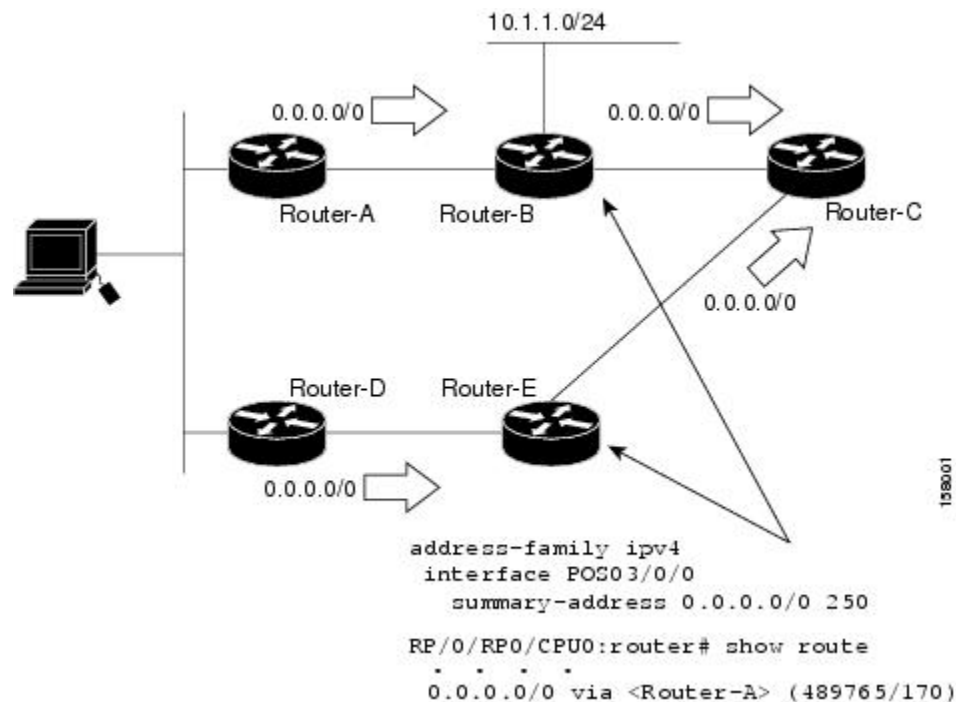 10.1.1.0/24
0.0.0.0/0
0.0.0.0/0
Router-A
Router-B
Router-C
0.0.0.0/0
Router-D
Router-E
0.0.0.0/0
158001
address-family ipv4
interface POS03/0/0
summary-address 0.0.0.0/0 250
RP/0/RP0/CPU0:router# show route
. . . .
0.0.0.0/0 via <Router-A> (489765/170)